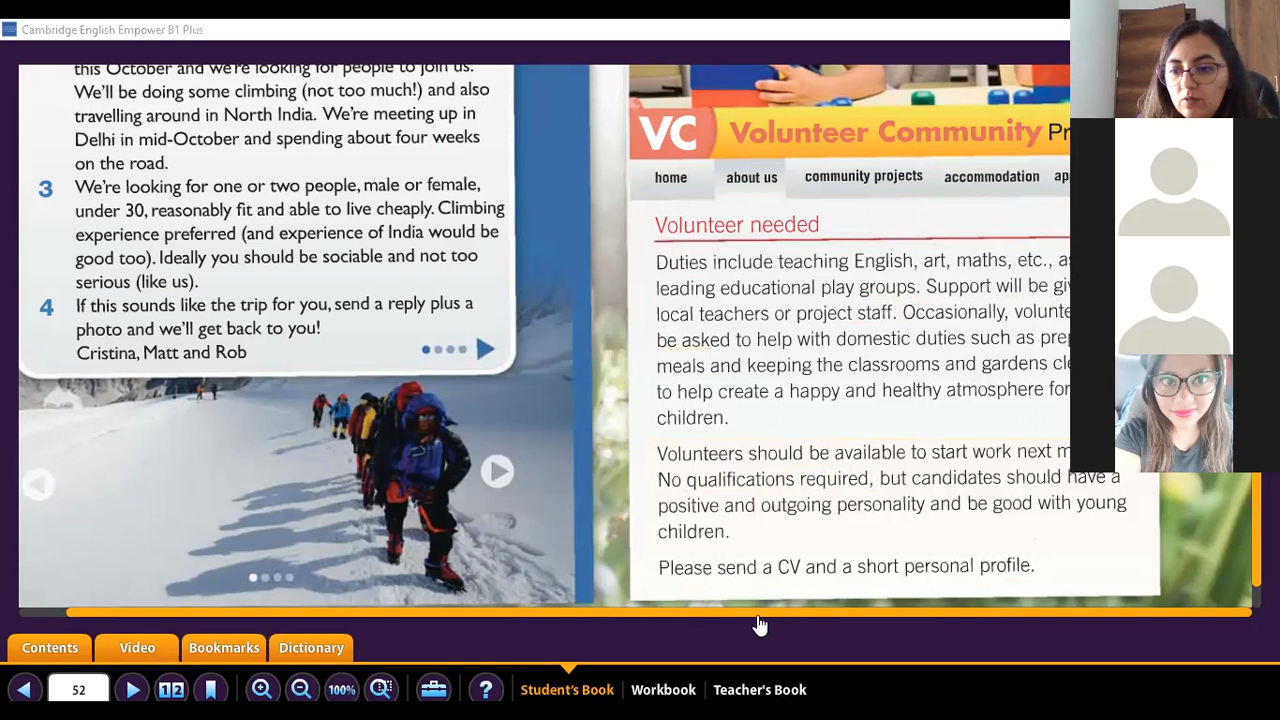 Cambridge English Empower B1 Plus
this October and we're looking for people to join us.
We'll be doing some climbing (not too much!) and also
travelling around in North India. We're meeting up in
Delhi in mid-October and spending about four weeks
on the road.
3 We're looking for one or two people, male or female,
under 30, reasonably fit and able to live cheaply. Climbing
experience preferred (and experience of India would be
good too). Ideally you should be sociable and not too
serious (like us).
4 If this sounds like the trip for you, send a reply plus a
photo and we'll get back to you!
Cristina, Matt and Rob
VC Volunteer Community Pr
home about us community projects accommodation ap
Volunteer needed
Duties include teaching English, art, maths, etc., as
leading educational play groups. Support will be gi
local teachers or project staff. Occasionally, volunte
be asked to help with domestic duties such as prep
meals and keeping the classrooms and gardens cle
to help create a happy and healthy atmosphere for
children.
Volunteers should be available to start work next m
No qualifications required, but candidates should have a
positive and outgoing personality and be good with young
children.
Please send a CV and a short personal profile.
Contents Video Bookmarks Dictionary
52 1 2 100% ? Student's Book Workbook Teacher's Book